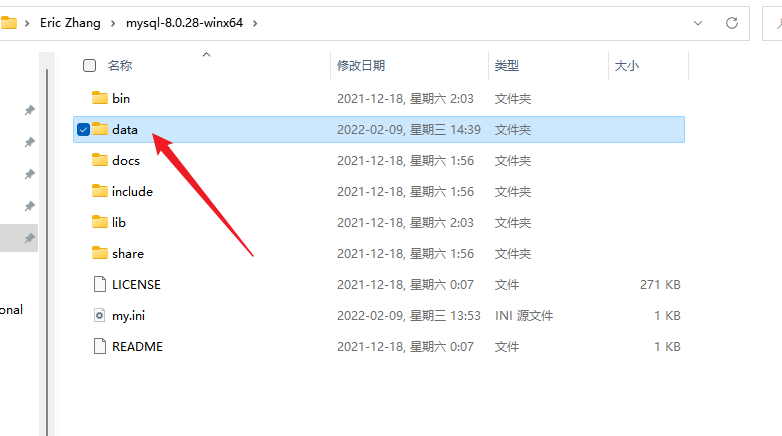 Eric Zhang > mysql-8.0.28-winx64 >
名称 修改日期 类型 大小
bin 2021-12-18, 星期六 2:03 文件夹
data 2022-02-09, 星期三 14:39 文件夹
docs 2021-12-18, 星期六 1:56 文件夹
include 2021-12-18, 星期六 1:56 文件夹
lib 2021-12-18, 星期六 2:03 文件夹
share 2021-12-18, 星期六 1:56 文件夹
LICENSE 2021-12-18, 星期六 0:07 文件 271 KB
onal
my.ini 2022-02-09, 星期三 13:53 INI 源文件 1 KB
README 2021-12-18, 星期六 0:07 文件 1 KB